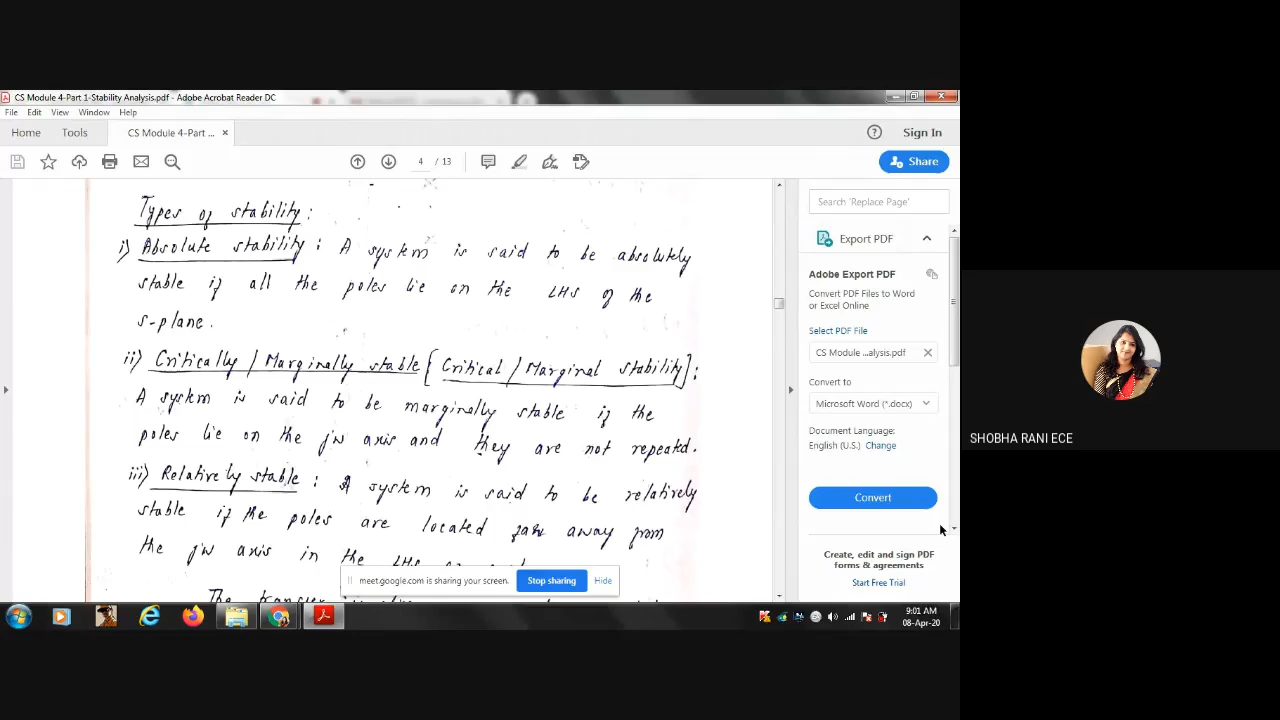 CS Module 4-Part 1-Stability Analysis.pdf - Adobe Acrobat Reader DC
File Edit View Window Help
Home Tools CS Module 4-Part ... × Sign In
4 / 13 Share
Types of stability:
i) Absolute stability: A system is said to be absolutely
stable if all the poles lie on the LHS of the
s-plane.
ii) Critically / Marginally stable [Critical / Marginal stability]:
A system is said to be marginally stable if the
poles lie on the jw axis and they are not repeated.
iii) Relatively stable: A system is said to be relatively
stable if the poles are located far away from
the jw axis in the LHS
The
Search 'Replace Page'
Export PDF
Adobe Export PDF
Convert PDF Files to Word
or Excel Online
Select PDF File
CS Module ...alysis.pdf
Convert to
Microsoft Word (*.docx)
Document Language:
English (U.S.) Change
Convert
Create, edit and sign PDF
forms & agreements
Start Free Trial
meet.google.com is sharing your screen. Stop sharing Hide
9:01 AM
08-Apr-20
SHOBHA RANI ECE